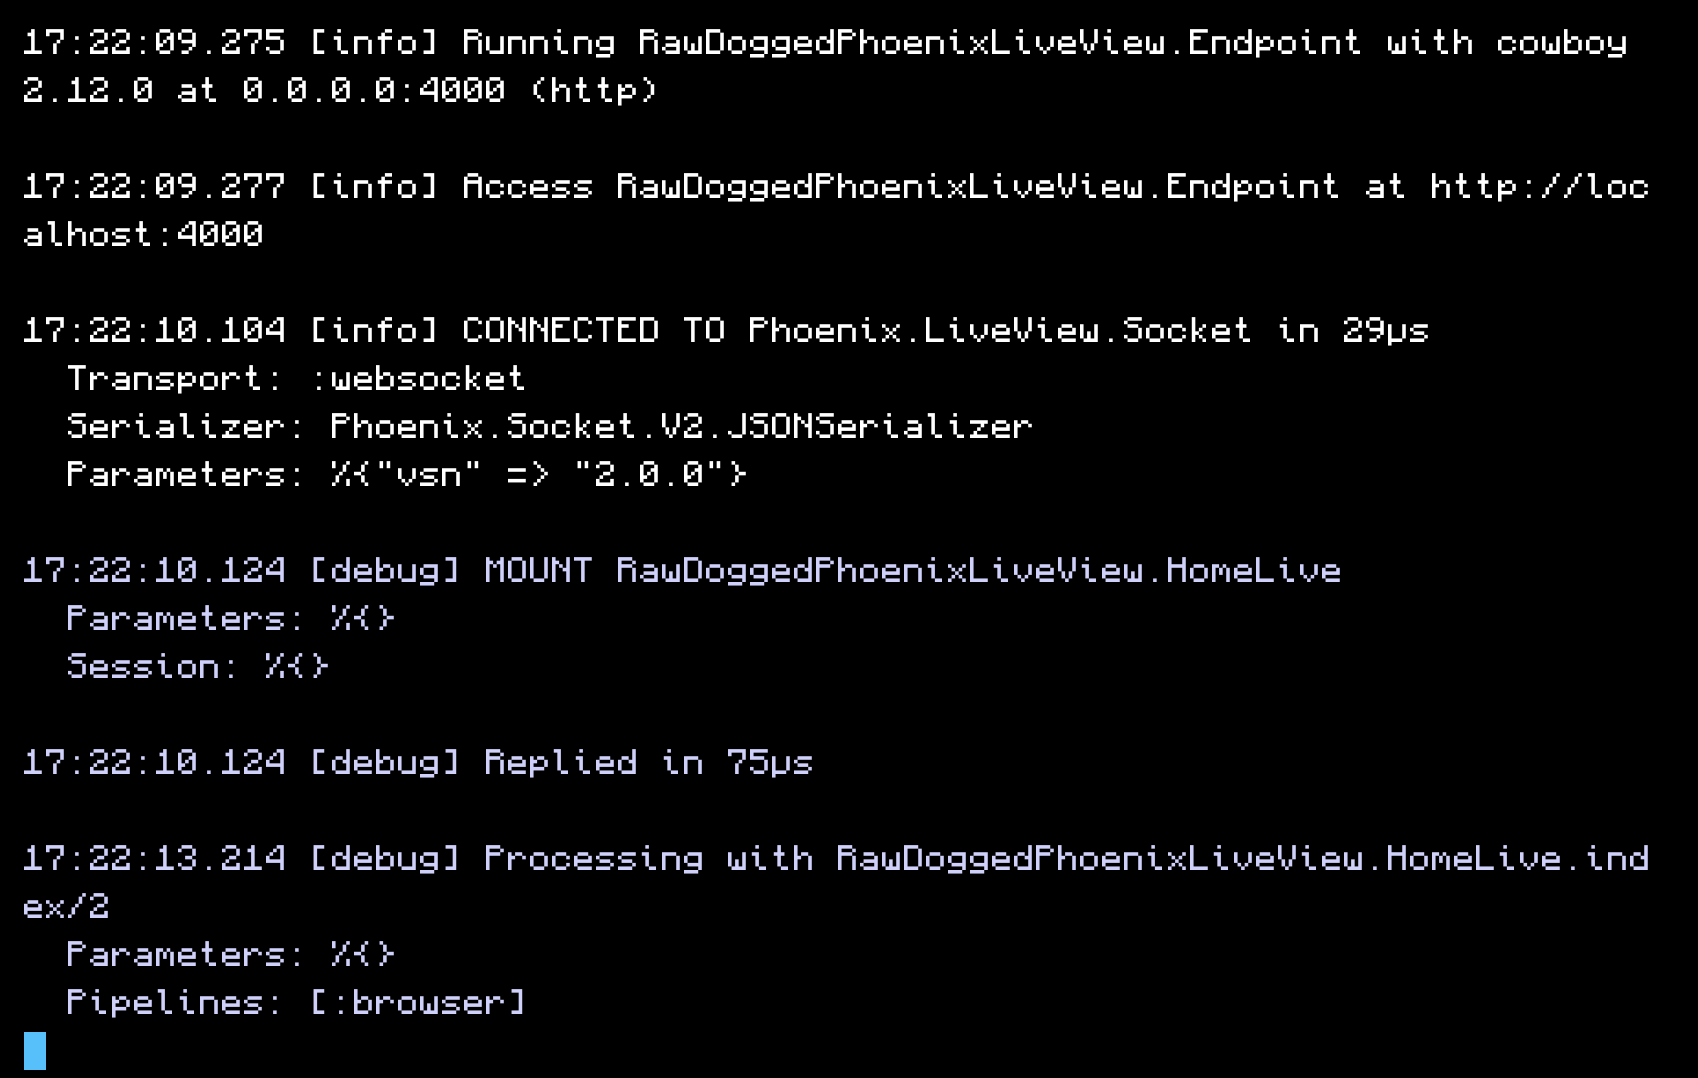 17:22:09.275 [info] Running RawDoggedPhoenixLiveView.Endpoint with cowboy
2.12.0 at 0.0.0.0:4000 (http)
17:22:09.277 [info] Access RawDoggedPhoenixLiveView.Endpoint at http://loc
alhost:4000
17:22:10.104 [info] CONNECTED TO Phoenix.LiveView.Socket in 29µs
  Transport: :websocket
  Serializer: Phoenix.Socket.V2.JSONSerializer
  Parameters: %{"vsn" => "2.0.0"}
17:22:10.124 [debug] MOUNT RawDoggedPhoenixLiveView.HomeLive
  Parameters: %{}
  Session: %{}
17:22:10.124 [debug] Replied in 75µs
17:22:13.214 [debug] Processing with RawDoggedPhoenixLiveView.HomeLive.ind
ex/2
  Parameters: %{}
  Pipelines: [:browser]